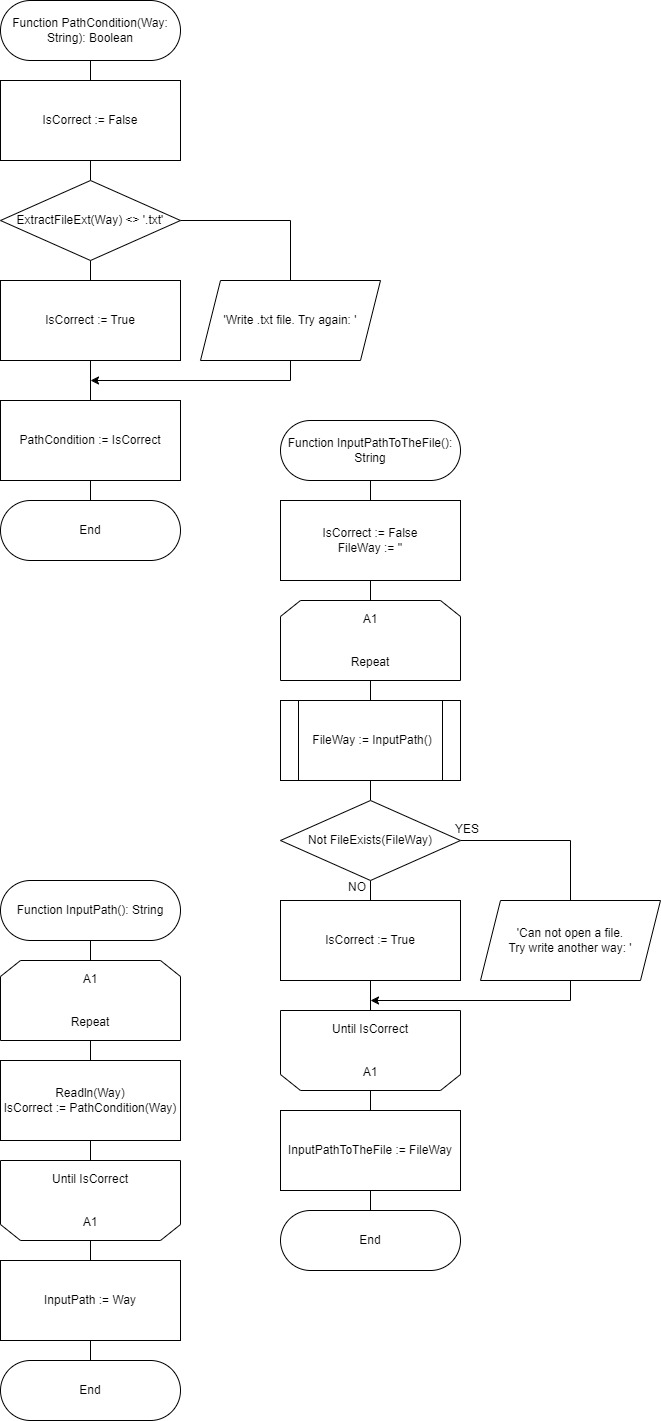 Function PathCondition(Way:
String): Boolean
IsCorrect := False
ExtractFileExt(Way) <> '.txt'
IsCorrect := True
'Write .txt file. Try again: '
PathCondition := IsCorrect
End
Function InputPathToTheFile():
String
IsCorrect := False
FileWay := ''
A1
Repeat
FileWay := InputPath()
Not FileExists(FileWay)
YES
NO
IsCorrect := True
'Can not open a file.
Try write another way: '
Until IsCorrect
A1
InputPathToTheFile := FileWay
End
Function InputPath(): String
A1
Repeat
Readln(Way)
IsCorrect := PathCondition(Way)
Until IsCorrect
A1
InputPath := Way
End